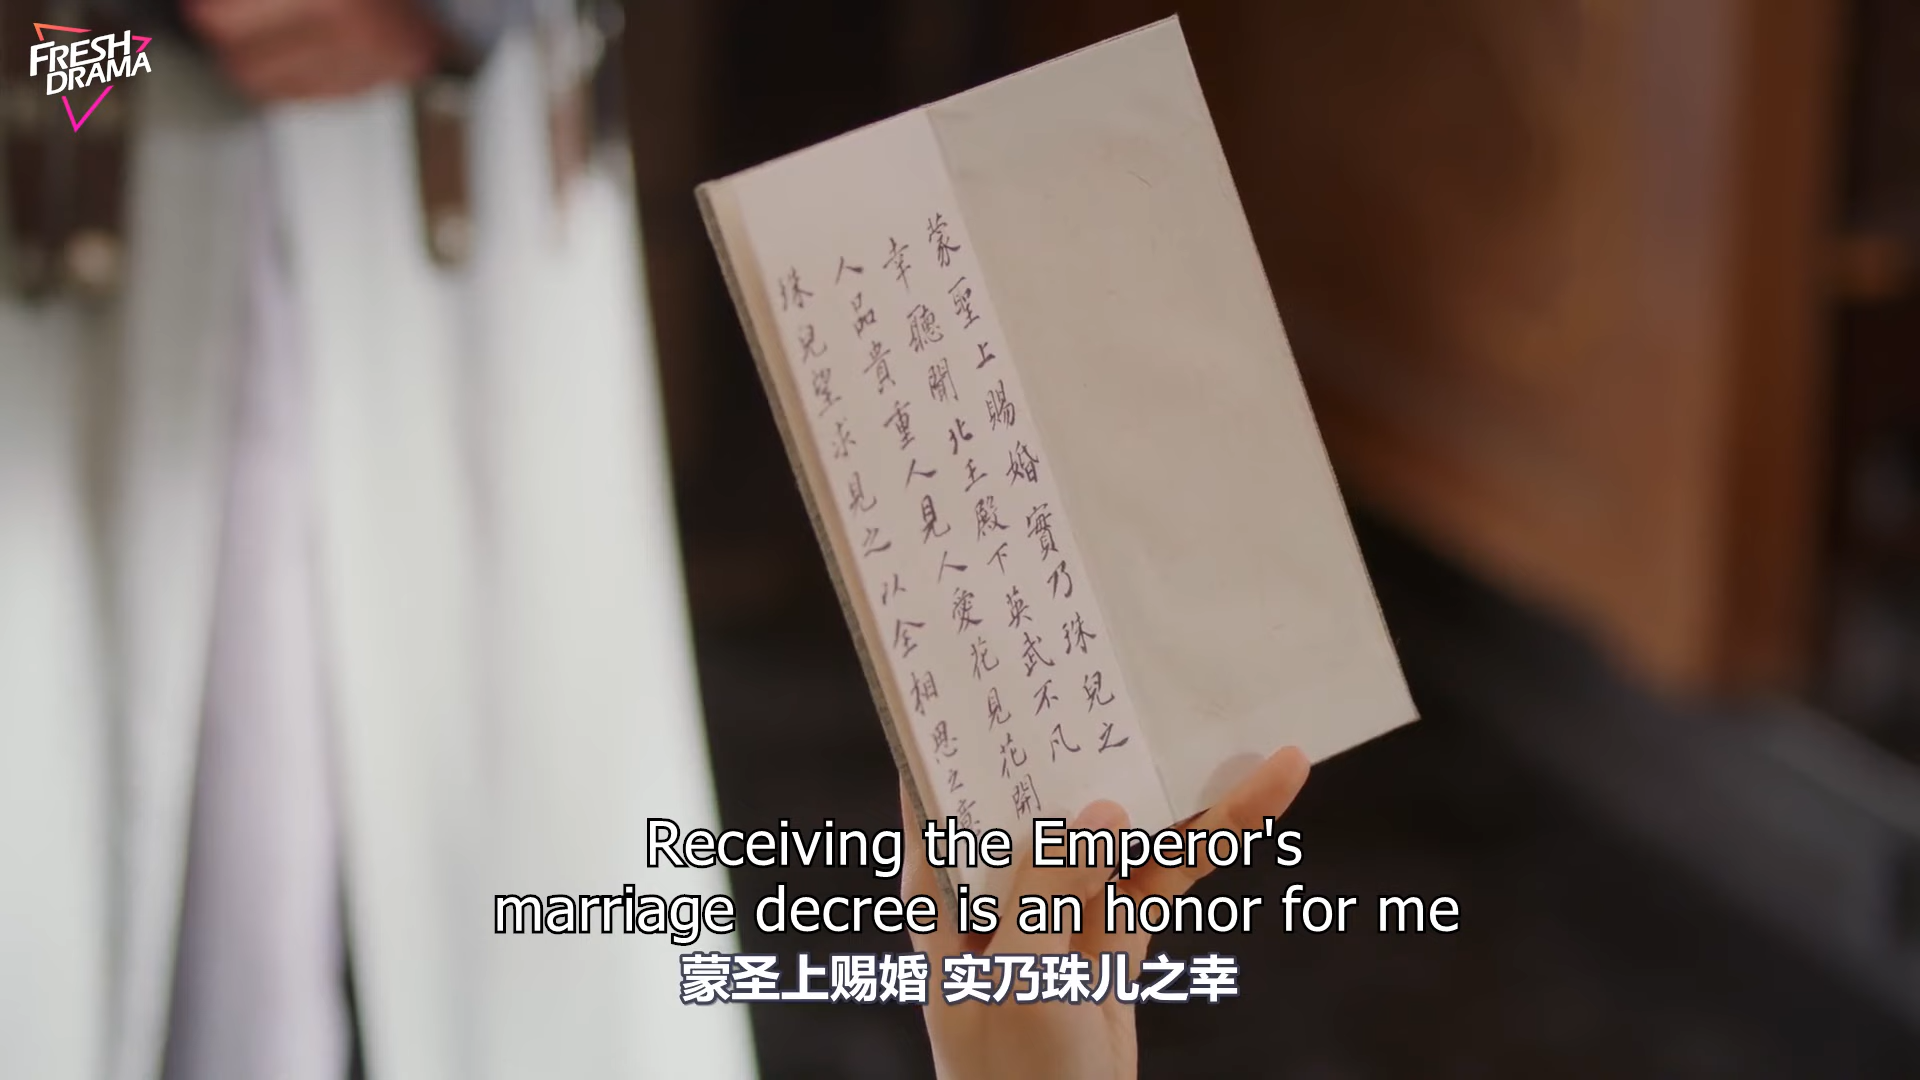 FRESH
DRAMA
蒙聖上賜婚實乃珠兒之
幸聽聞北王殿下英武不凡
人品貴重人見人愛花見花開
珠兒望求見之以全相思之意
Receiving the Emperor's
marriage decree is an honor for me
蒙圣上赐婚 实乃珠儿之幸